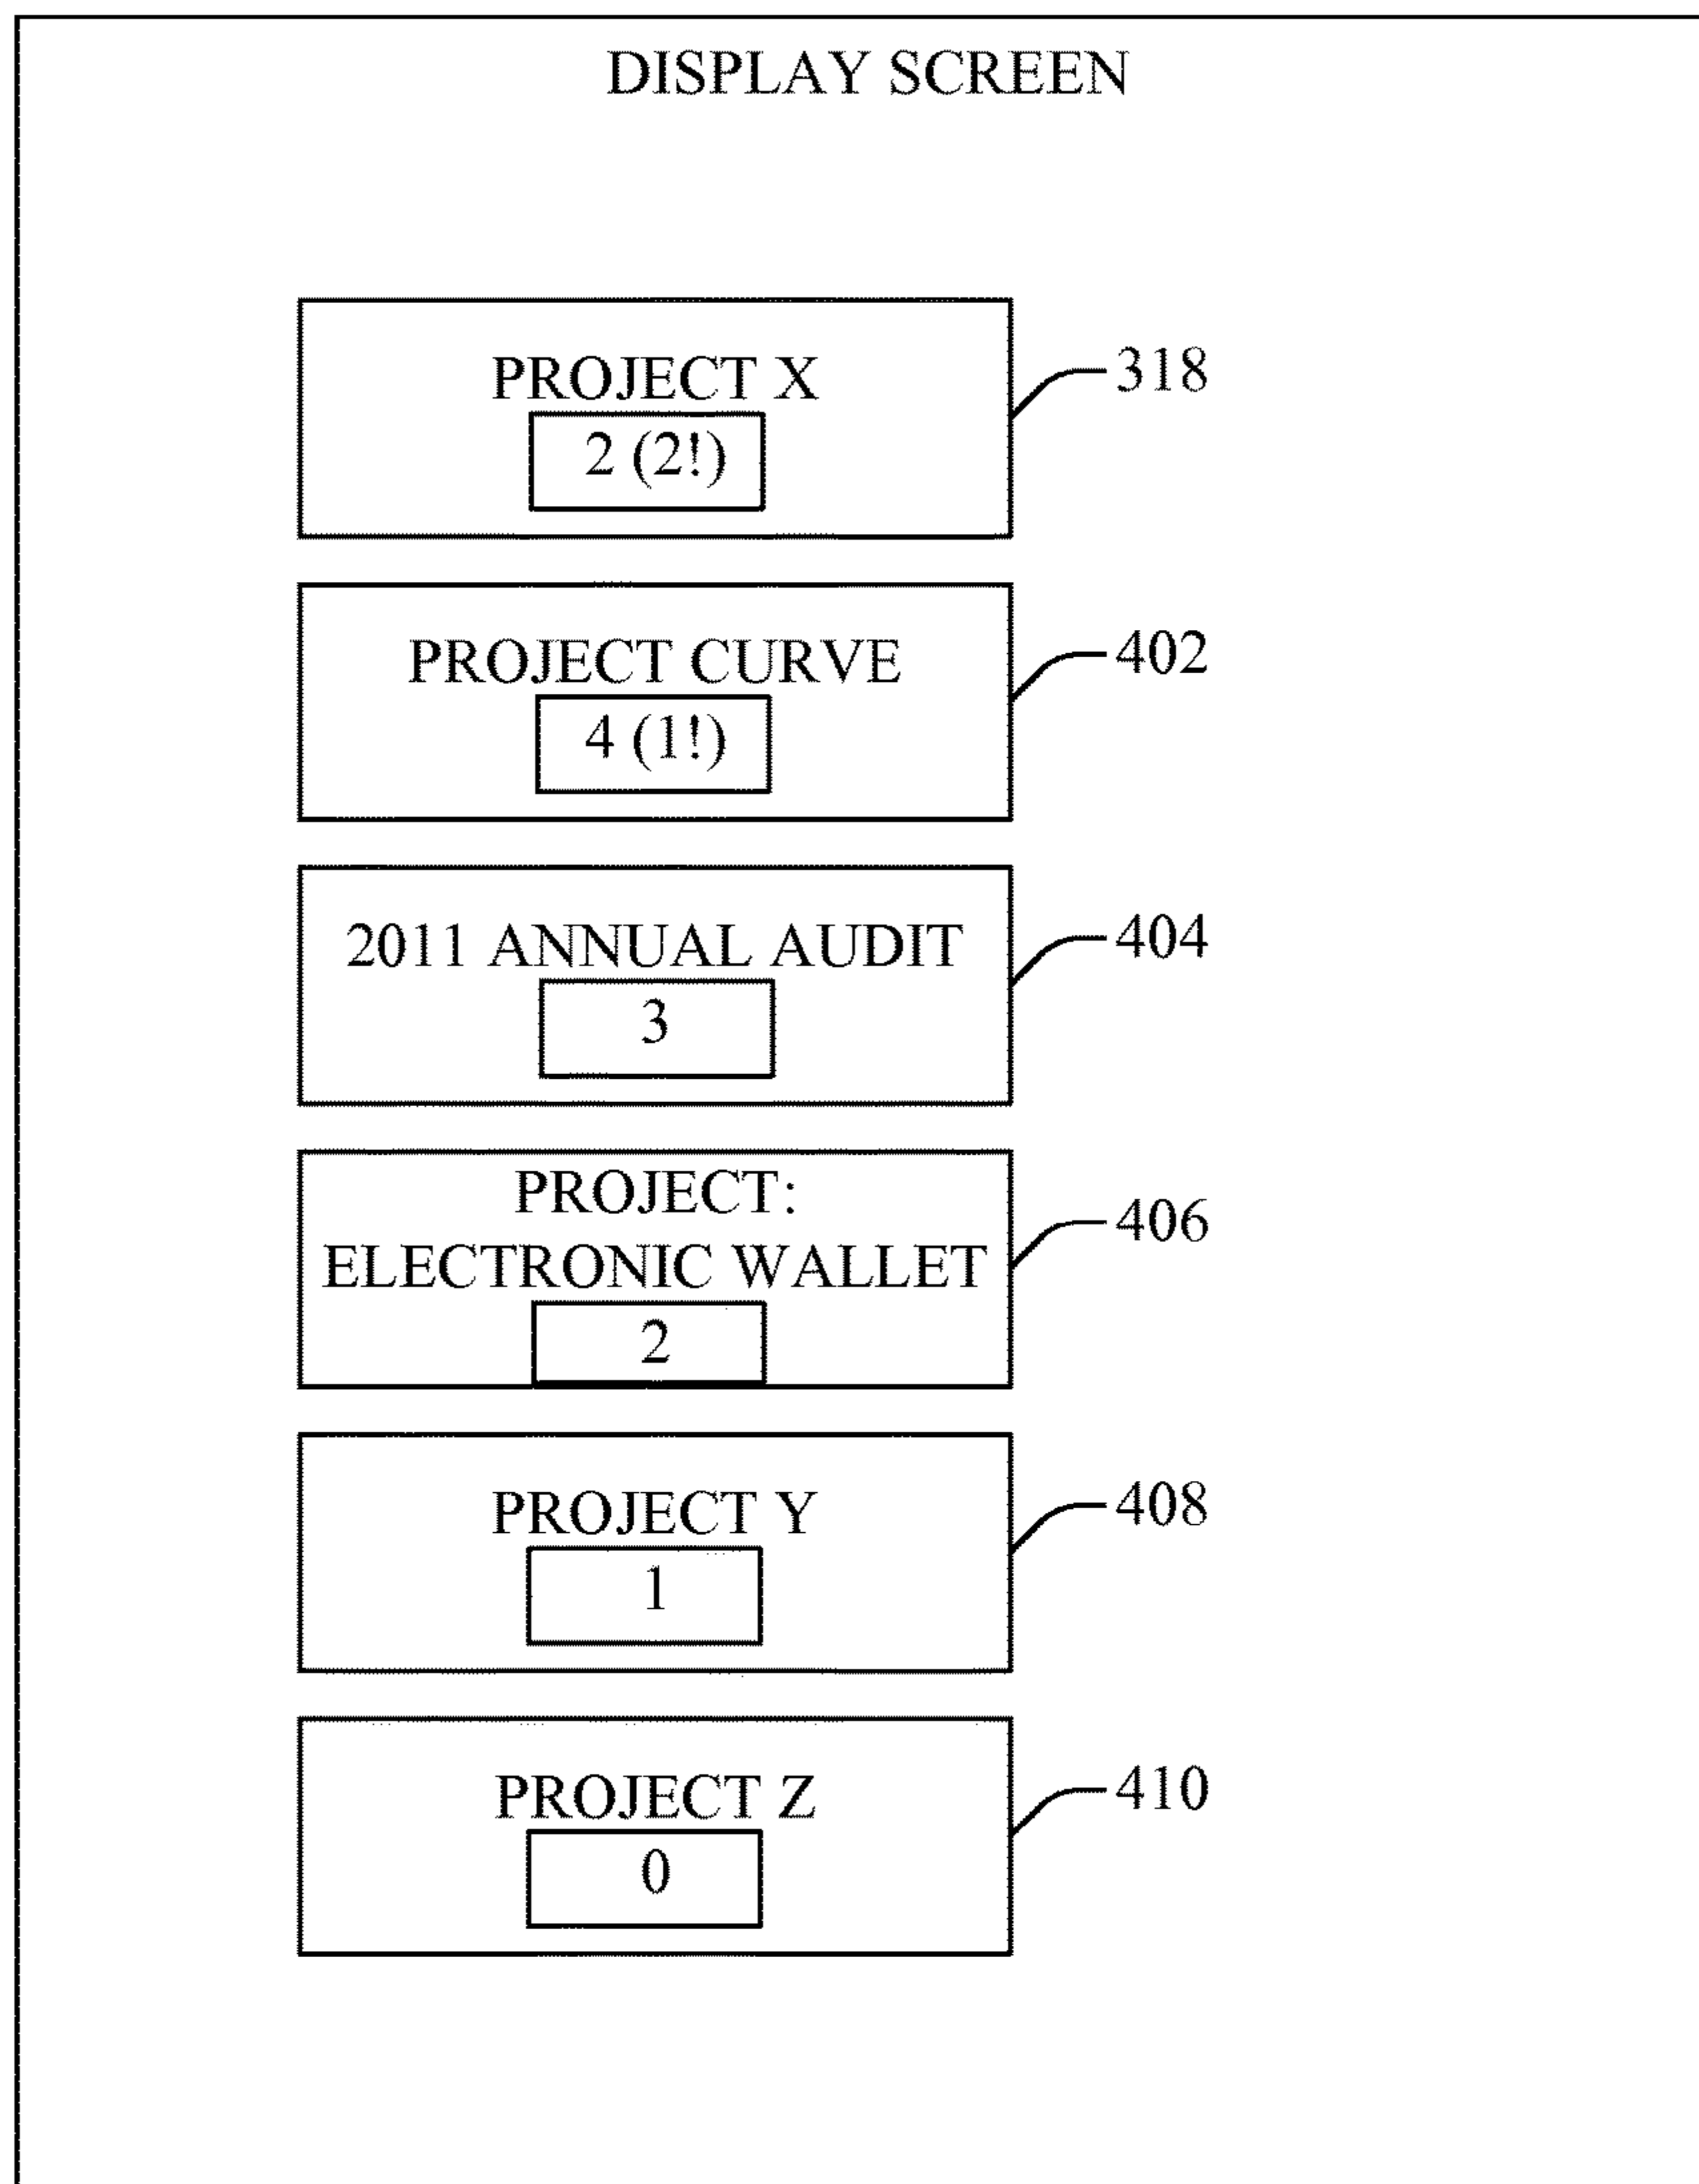 DISPLAY SCREEN
PROJECT X
2 (2!)
318
PROJECT CURVE
4 (1!)
402
2011 ANNUAL AUDIT
3
404
PROJECT:
ELECTRONIC WALLET
2
406
PROJECT Y
1
408
PROJECT Z
0
410